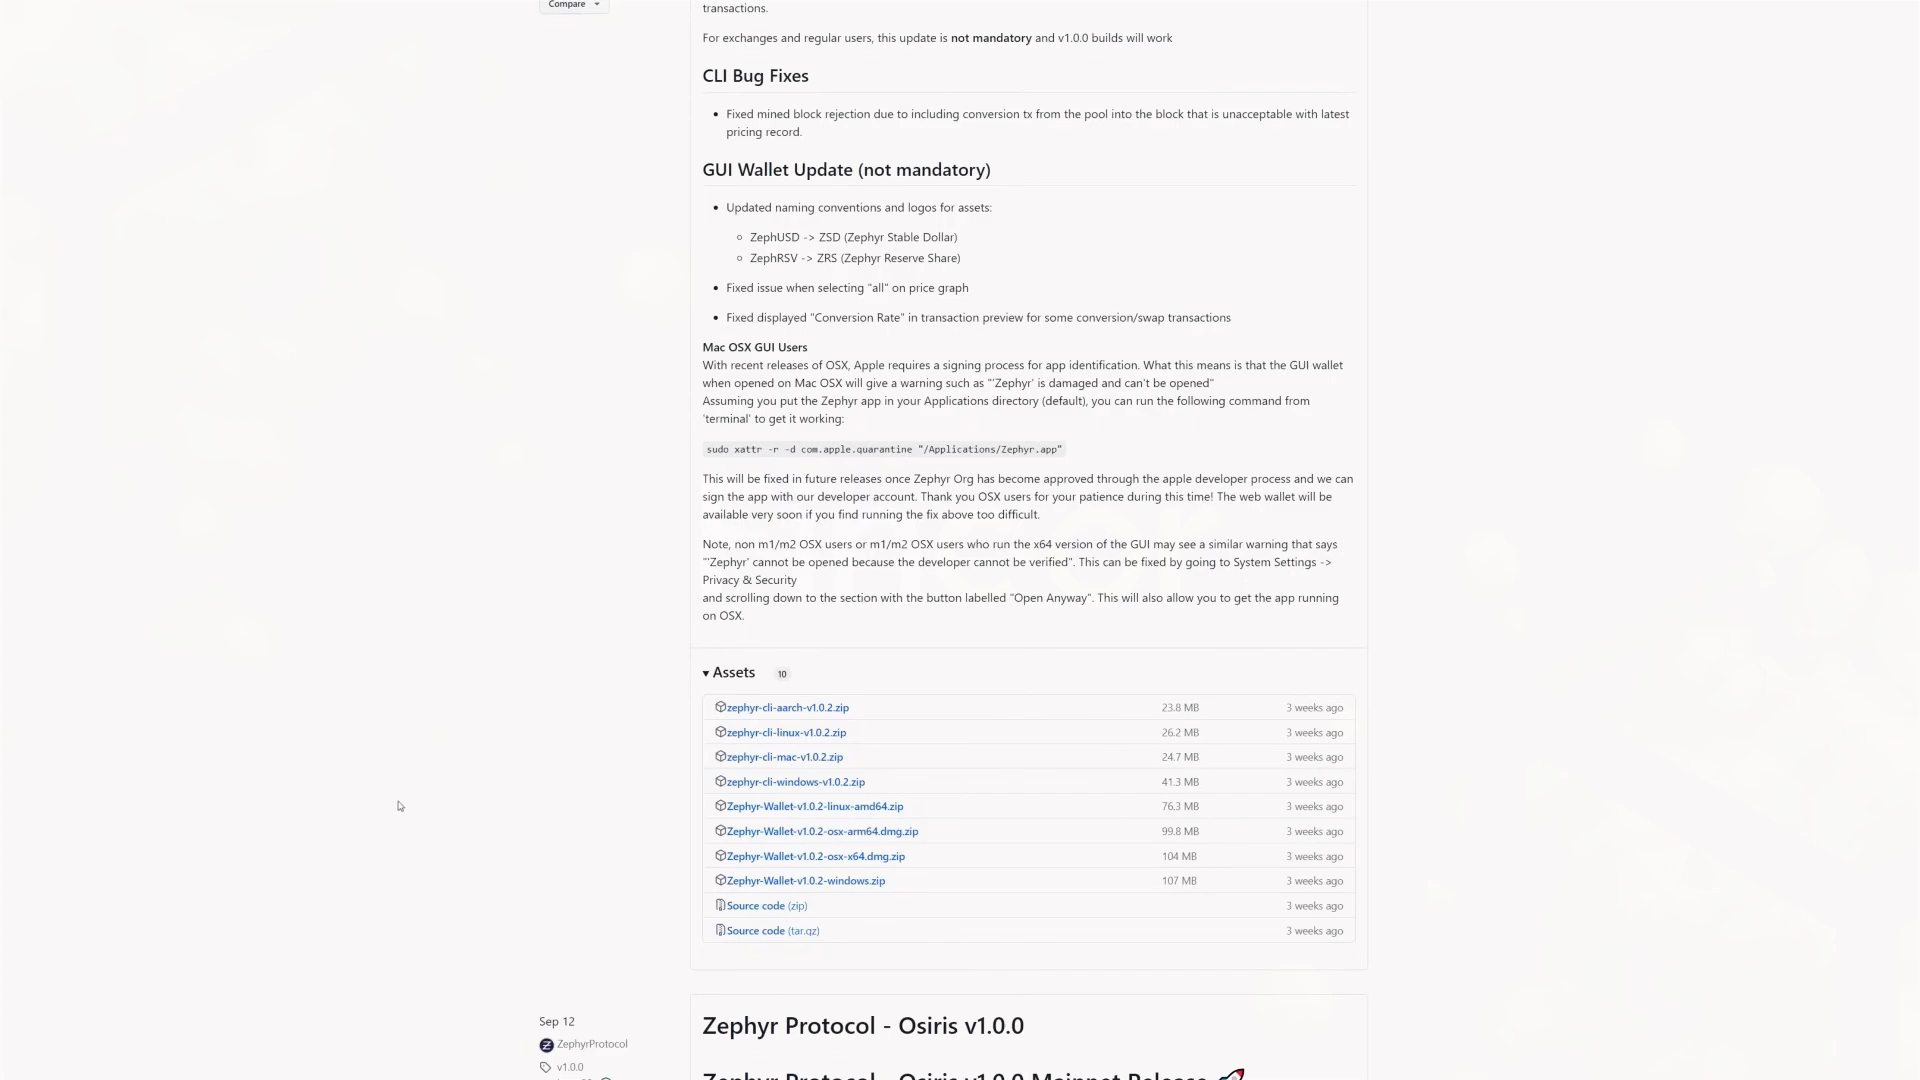 Compare
transactions.
For exchanges and regular users, this update is not mandatory and v1.0.0 builds will work
CLI Bug Fixes
Fixed mined block rejection due to including conversion tx from the pool into the block that is unacceptable with latest
pricing record.
GUI Wallet Update (not mandatory)
Updated naming conventions and logos for assets:
ZephUSD -> ZSD (Zephyr Stable Dollar)
ZephRSV -> ZRS (Zephyr Reserve Share)
Fixed issue when selecting "all" on price graph
Fixed displayed "Conversion Rate" in transaction preview for some conversion/swap transactions
Mac OSX GUI Users
With recent releases of OSX, Apple requires a signing process for app identification. What this means is that the GUI wallet
when opened on Mac OSX will give a warning such as "'Zephyr' is damaged and can't be opened"
Assuming you put the Zephyr app in your Applications directory (default), you can run the following command from
'terminal' to get it working:
sudo xattr -r -d com.apple.quarantine "/Applications/Zephyr.app"
This will be fixed in future releases once Zephyr Org has become approved through the apple developer process and we can
sign the app with our developer account. Thank you OSX users for your patience during this time! The web wallet will be
available very soon if you find running the fix above too difficult.
Note, non m1/m2 OSX users or m1/m2 OSX users who run the x64 version of the GUI may see a similar warning that says
"'Zephyr' cannot be opened because the developer cannot be verified". This can be fixed by going to System Settings ->
Privacy & Security
and scrolling down to the section with the button labelled "Open Anyway". This will also allow you to get the app running
on OSX.
Assets 10
zephyr-cli-aarch-v1.0.2.zip 23.8 MB 3 weeks ago
zephyr-cli-linux-v1.0.2.zip 26.2 MB 3 weeks ago
zephyr-cli-mac-v1.0.2.zip 24.7 MB 3 weeks ago
zephyr-cli-windows-v1.0.2.zip 41.3 MB 3 weeks ago
Zephyr-Wallet-v1.0.2-linux-amd64.zip 76.3 MB 3 weeks ago
Zephyr-Wallet-v1.0.2-osx-arm64.dmg.zip 99.8 MB 3 weeks ago
Zephyr-Wallet-v1.0.2-osx-x64.dmg.zip 104 MB 3 weeks ago
Zephyr-Wallet-v1.0.2-windows.zip 107 MB 3 weeks ago
Source code (zip) 3 weeks ago
Source code (tar.gz) 3 weeks ago
Sep 12
ZephyrProtocol
v1.0.0
Zephyr Protocol - Osiris v1.0.0
Zephyr Protocol - Osiris v1.0.0 Mainnet Release